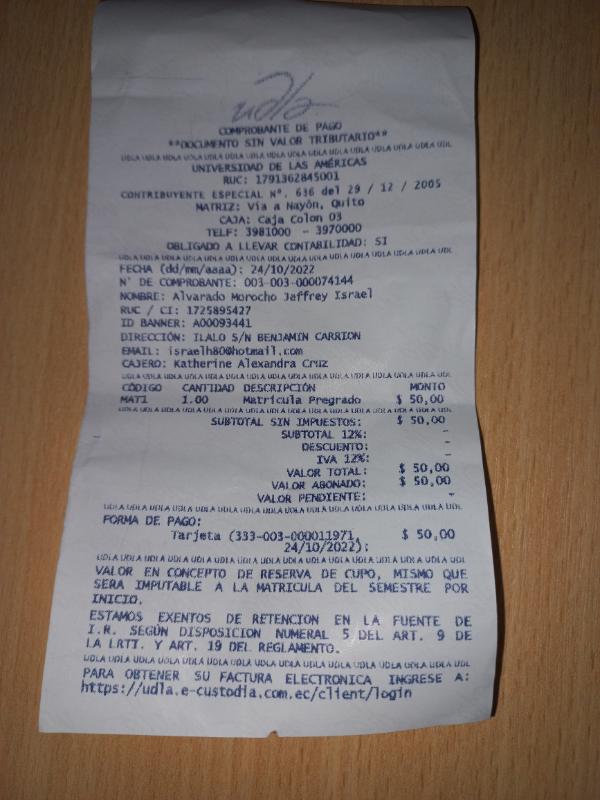 udla
COMPROBANTE DE PAGO
**DOCUMENTO SIN VALOR TRIBUTARIO**
UDLA UDLA UDLA UDLA UDLA UDLA UDLA UDLA UDLA UDLA UDLA UDLA UDLA UDLA UDL
UNIVERSIDAD DE LAS AMÉRICAS
RUC: 1791362845001
CONTRIBUYENTE ESPECIAL Nº. 636 del 29 / 12 / 2005
MATRIZ: Vía a Nayón, Quito
CAJA: Caja Colon 03
TELF: 3981000 - 3970000
OBLIGADO A LLEVAR CONTABILIDAD: SI
UDLA UDLA UDLA UDLA UDLA UDLA UDLA UDLA UDLA UDLA UDLA UDLA UDLA UDLA UDL
FECHA (dd/mm/aaaa): 24/10/2022
N° DE COMPROBANTE: 003-003-000074144
NOMBRE: Alvarado Morocho Jaffrey Israel
RUC / CI: 1725895427
ID BANNER: A00093441
DIRECCIÓN: ILALO S/N BENJAMIN CARRION
EMAIL: israelh80@hotmail.com
CAJERO: Katherine Alexandra Cruz
UDLA UDLA UDLA UDLA UDLA UDLA UDLA UDLA UDLA UDLA UDLA UDLA UDLA UDLA UDL
CÓDIGO CANTIDAD DESCRIPCIÓN MONTO
MAT1 1.00 Matrícula Pregrado $ 50,00
UDLA UDLA UDLA UDLA UDLA UDLA UDLA UDLA UDLA UDLA UDLA UDLA UDLA UDLA UDL
SUBTOTAL SIN IMPUESTOS: $ 50,00
SUBTOTAL 12%: -
DESCUENTO: -
IVA 12%: -
VALOR TOTAL: $ 50,00
VALOR ABONADO: $ 50,00
VALOR PENDIENTE: -
UDLA UDLA UDLA UDLA UDLA UDLA UDLA UDLA UDLA UDLA UDLA UDLA UDLA UDLA UDL
FORMA DE PAGO:
Tarjeta (333-003-000011971, $ 50,00
24/10/2022):
UDLA UDLA UDLA UDLA UDLA UDLA UDLA UDLA UDLA UDLA UDLA UDLA UDLA UDLA UDL
VALOR EN CONCEPTO DE RESERVA DE CUPO, MISMO QUE
SERA IMPUTABLE A LA MATRICULA DEL SEMESTRE POR
INICIO.
ESTAMOS EXENTOS DE RETENCION EN LA FUENTE DE
I.R. SEGÚN DISPOSICION NUMERAL 5 DEL ART. 9 DE
LA LRTI. Y ART. 19 DEL REGLAMENTO.
UDLA UDLA UDLA UDLA UDLA UDLA UDLA UDLA UDLA UDLA UDLA UDLA UDLA UDLA UDL
PARA OBTENER SU FACTURA ELECTRONICA INGRESE A:
https://udla.e-custodia.com.ec/client/login